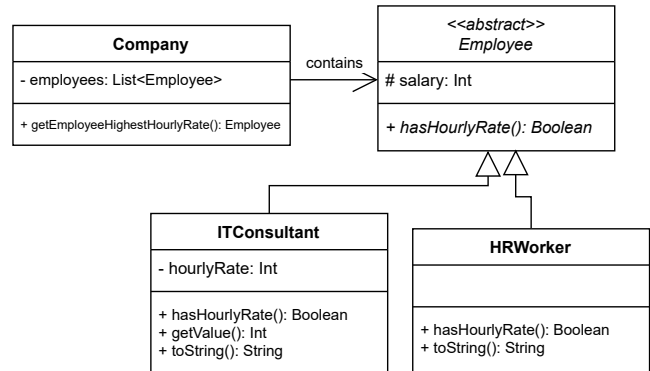 Company
- employees: List<Employee>
+ getEmployeeHighestHourlyRate(): Employee
contains
<<abstract>>
Employee
# salary: Int
+ hasHourlyRate(): Boolean
ITConsultant
- hourlyRate: Int
+ hasHourlyRate(): Boolean
+ getValue(): Int
+ toString(): String
HRWorker
+ hasHourlyRate(): Boolean
+ toString(): String